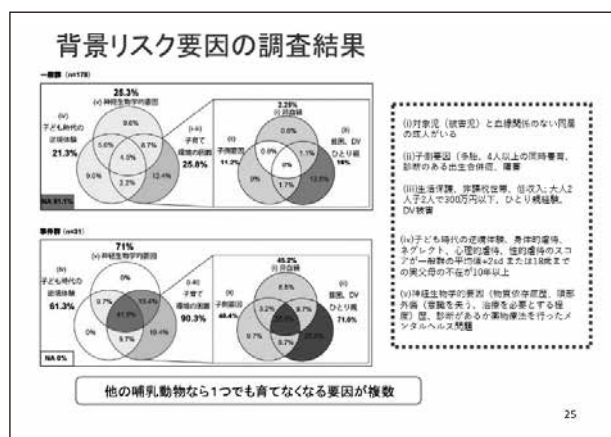 背景リスク要因の調査結果
一般群 (n=178)
25.3%
(v)神経生物学的要因
(iv)
子ども時代の
逆境体験
21.3%
9.6%
5.6%
6.7%
4.0%
9.0%
2.2%
12.4%
(i-iii)
子育て
環境の困難
25.8%
2.25%
(i)非血縁
(ii)
子側要因
11.2%
(iii)
貧困、DV
ひとり親
0.6%
0.6%
1.1%
0%
1.7%
事件群 (n=31)
71%
(v)神経生物学的要因
(iv)
子ども時代の
逆境体験
61.3%
0%
9.7%
19.4%
0%
9.7%
19.4%
NA 0%
(i-iii)
子育て
環境の困難
90.3%
45.2%
(i)非血縁
子側要因
6.5%
3.2%
9.7%
9.7%
9.7%
貧困、DV
ひとり親
71.0%
(i)対象児(被害児)と血縁関係のない同居の成人がいる
(ii)子側要因(多胎、4人以上の同時養育、診断のある出生合併症、障害)
(iii)生活保護、非課税世帯、低収入;大人2人子2人で300万円以下、ひとり親経験、DV被害
(iv)子ども時代の逆境体験、身体的虐待、ネグレクト、心理的虐待、性的虐待のスコアが一般群の平均値+2sd または18歳までの実父母の不在が10年以上
(v)神経生物学的要因(物質依存歴、頭部外傷(意識を失う、治療を必要とする程度)歴、診断があるか薬物療法を行ったメンタルヘルス問題
他の哺乳動物なら1つでも育てなくなる要因が複数
25